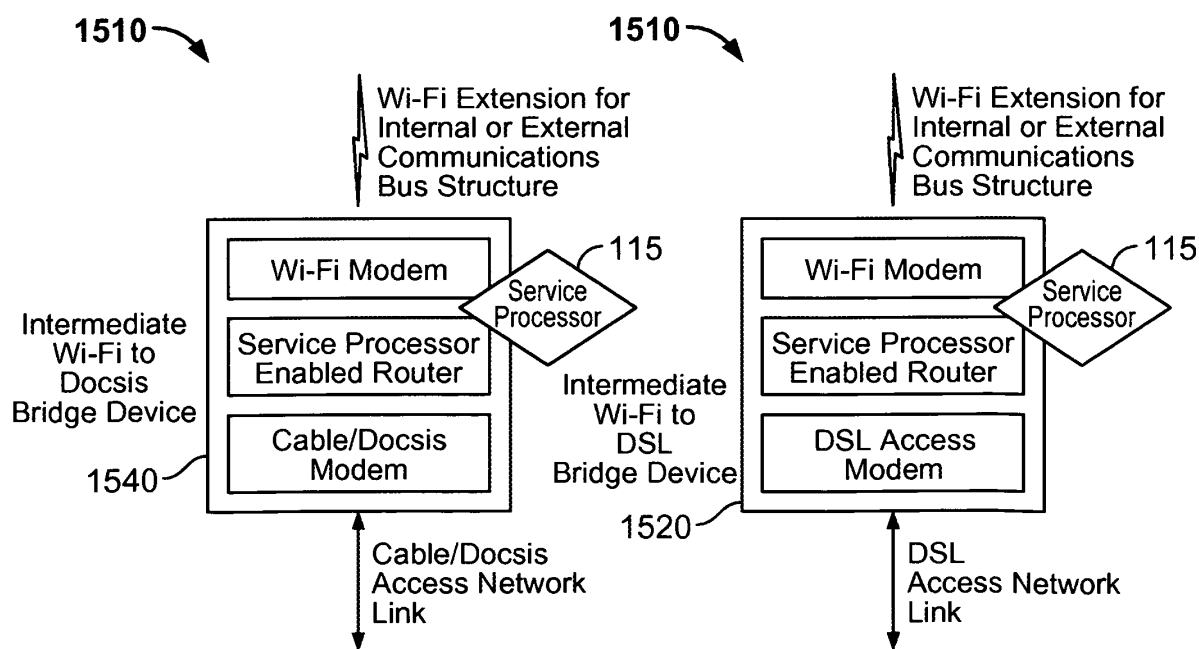 1510
Wi-Fi Extension for
Internal or External
Communications
Bus Structure
115
Wi-Fi Modem
Service
Processor
Service Processor
Enabled Router
Intermediate
Wi-Fi to
Docsis
Bridge Device
Cable/Docsis
Modem
1540
Cable/Docsis
Access Network
Link
1510
Wi-Fi Extension for
Internal or External
Communications
Bus Structure
115
Wi-Fi Modem
Service
Processor
Service Processor
Enabled Router
Intermediate
Wi-Fi to
DSL
Bridge Device
DSL Access
Modem
1520
DSL
Access Network
Link